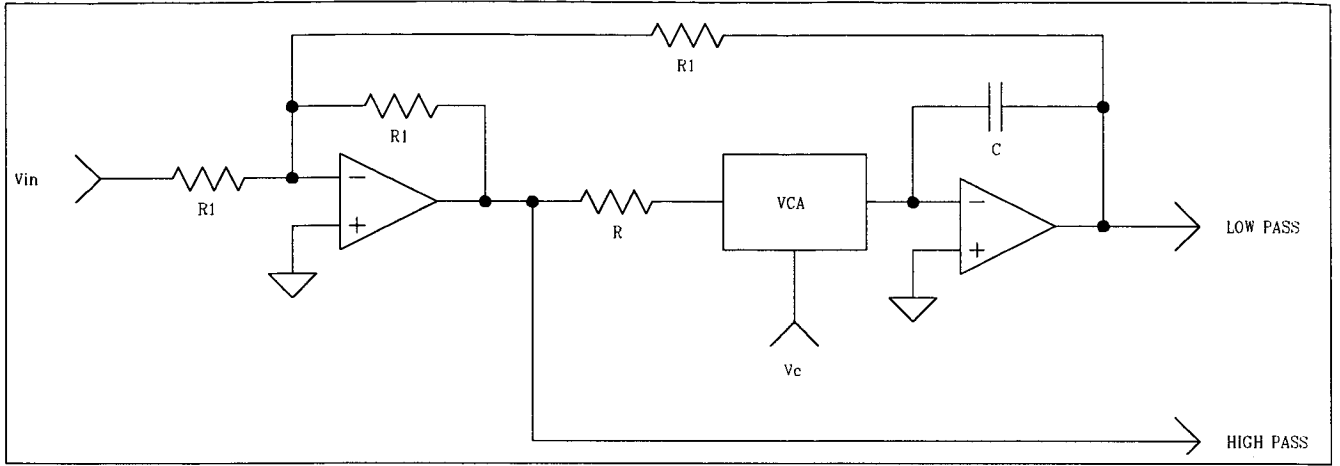 R1
R1
C
Vin
R1
−
+
R
VCA
−
+
LOW PASS
Vc
HIGH PASS